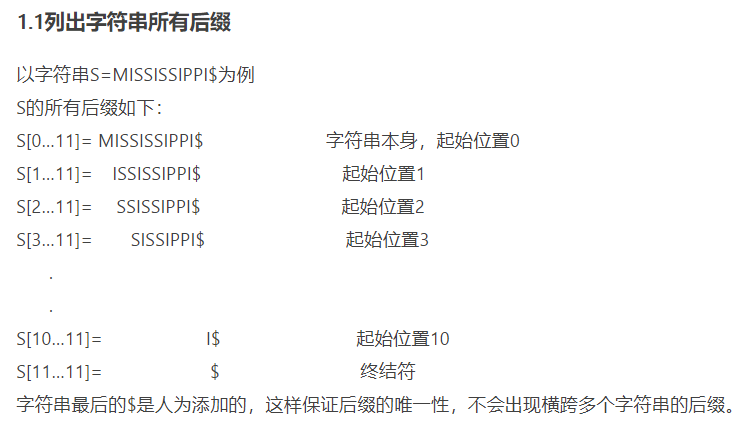 1.1列出字符串所有后缀
以字符串S=MISSISSIPPI$为例
S的所有后缀如下：
S[0...11]= MISSISSIPPI$ 字符串本身，起始位置0
S[1...11]= ISSISSIPPI$ 起始位置1
S[2...11]= SSISSIPPI$ 起始位置2
S[3...11]= SISSIPPI$ 起始位置3
.
.
S[10...11]= I$ 起始位置10
S[11...11]= $ 终结符
字符串最后的$是人为添加的，这样保证后缀的唯一性，不会出现横跨多个字符串的后缀。